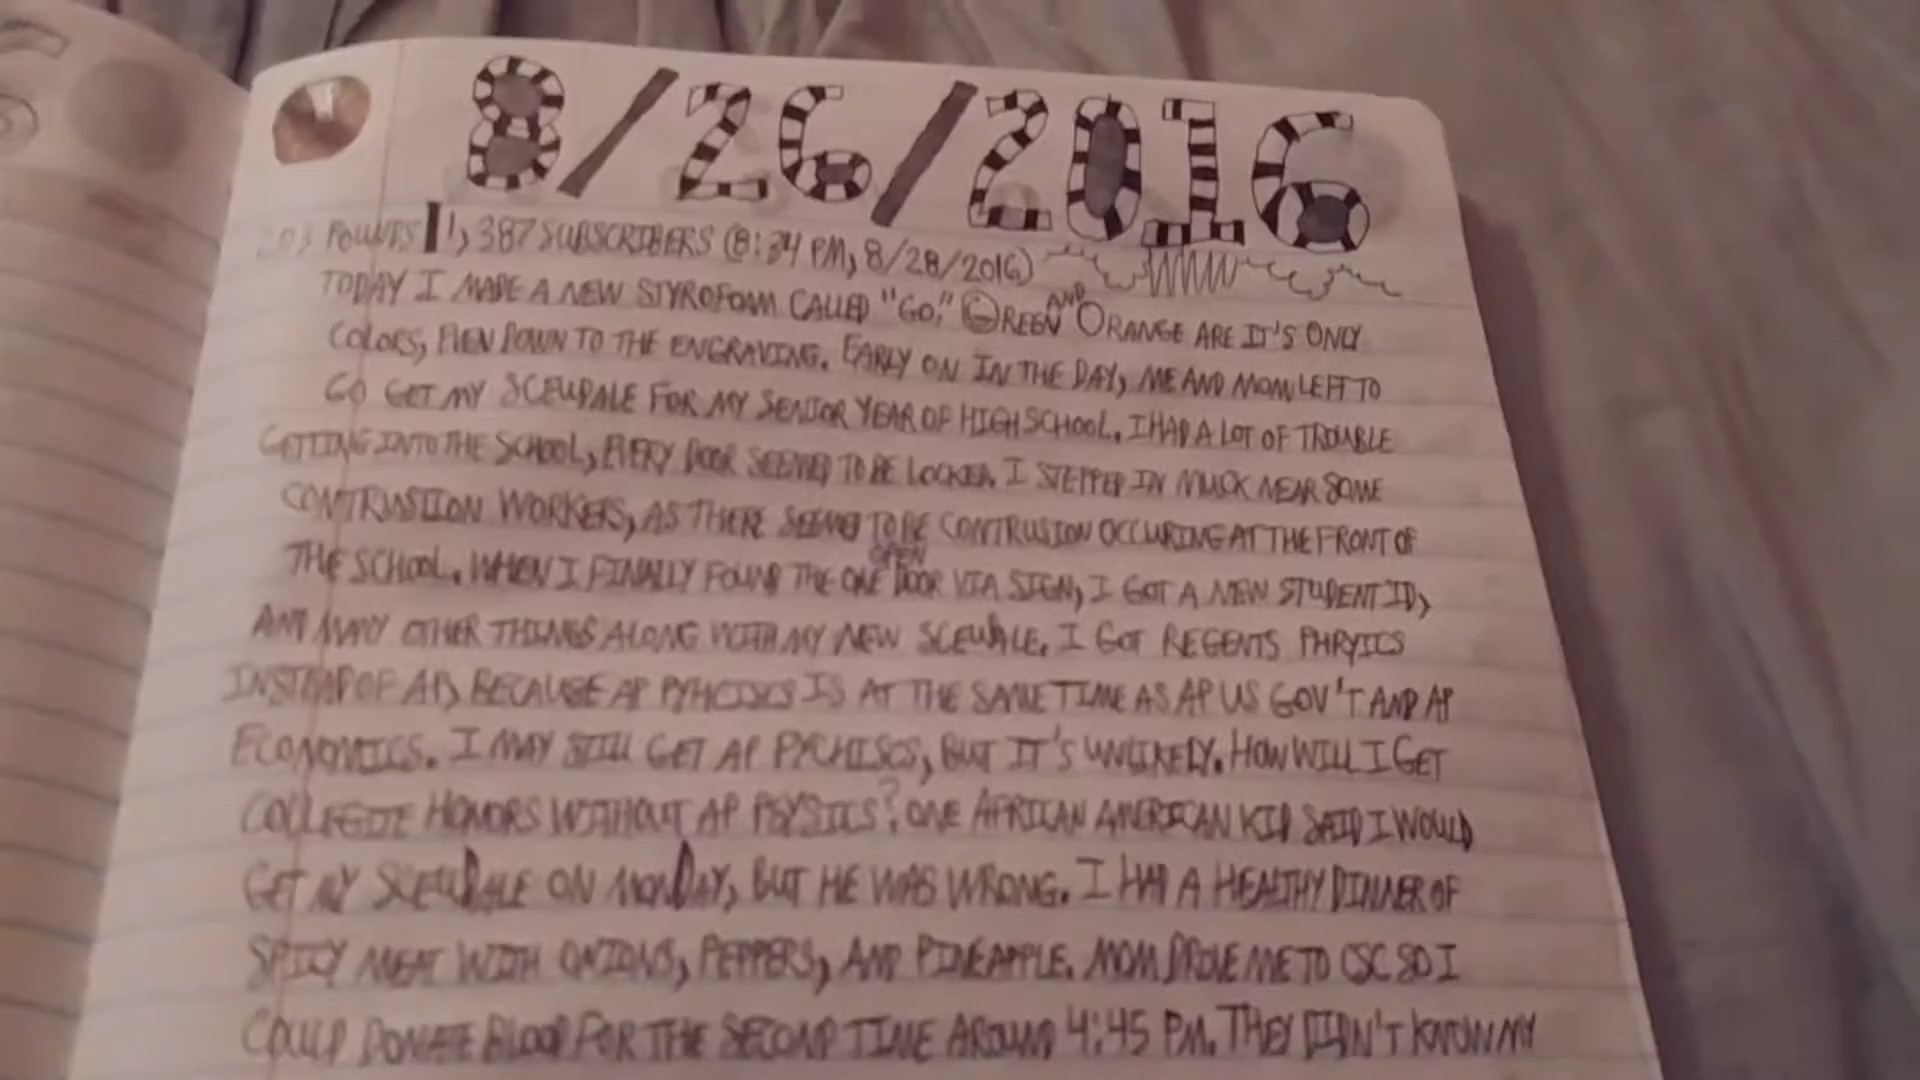 8/26/2016
203 POUNDS 1,387 SUBSCRIBERS (8:34 PM, 8/28/2016)
TODAY I MADE A NEW STYROFOAM CALLED "GO;" GREEN AND ORANGE ARE IT'S ONLY
COLORS, EVEN DOWN TO THE ENGRAVING. EARLY ON IN THE DAY, ME AND MOM LEFT TO
GO GET MY SCEWDALE FOR MY SENIOR YEAR OF HIGH SCHOOL. I HAD A LOT OF TROUBLE
GETTING INTO THE SCHOOL, EVERY DOOR SEEMED TO BE LOCKED. I STEPPED IN MUCK NEAR SOME
CONTRUSTION WORKERS, AS THERE SEEMED TO BE CONTRUSION OCCURING AT THE FRONT OF
THE SCHOOL. WHEN I FINALLY FOUND THE ONE OPEN DOOR VIA SIGN, I GOT A NEW STUDENT ID,
AND MANY OTHER THINGS ALONG WITH MY NEW SCEWDALE. I GOT REGENTS PHRYICS
INSTEAD OF AP, BECAUSE AP PYHCISCS IS AT THE SAME TIME AS AP US GOV'T AND AP
ECONOMICS. I MAY STILL GET AP PYCHISCS, BUT IT'S UNLIKELY. HOW WILL I GET
COLLEGITE HONORS WITHOUT AP PSYSICS? ONE AFRICAN AMERICAN KID SAID I WOULD
GET MY SCEWDALE ON MONDAY, BUT HE WAS WRONG. I HAD A HEALTHY DINNER OF
SPICY MEAT WITH ONIONS, PEPPERS, AND PINEAPPLE. MOM DROVE ME TO CSC SO I
COULD DONATE BLOOD FOR THE SECOND TIME AROUND 4:45 PM. THEY DIDN'T KNOW MY